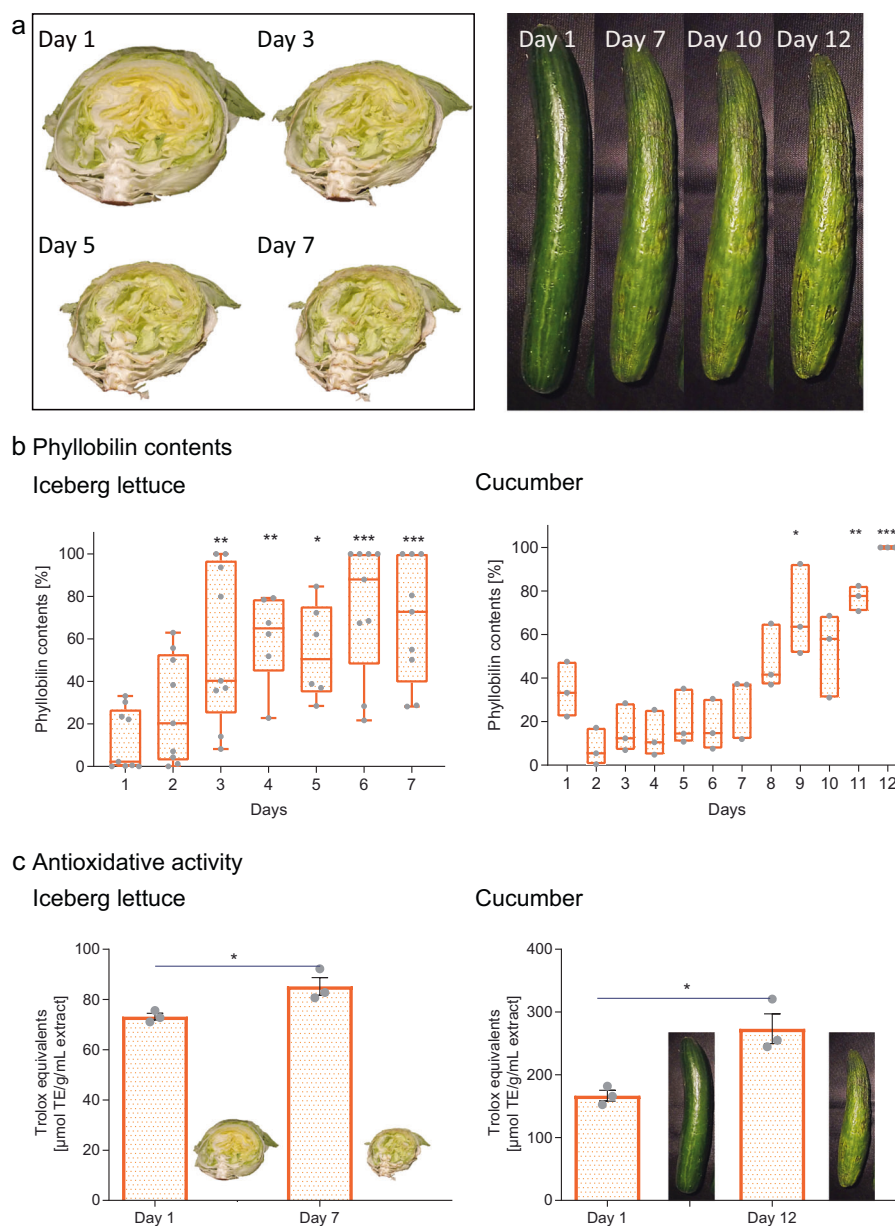 a
Day 1 Day 3
Day 5 Day 7
Day 1 Day 7 Day 10 Day 12
b Phyllobilin contents
Iceberg lettuce
Phyllobilin contents [%]
100
80
60
40
20
0
** ** * *** ***
1 2 3 4 5 6 7
Days
Cucumber
Phyllobilin contents [%]
100
80
60
40
20
0
* ** ***
1 2 3 4 5 6 7 8 9 10 11 12
Days
c Antioxidative activity
Iceberg lettuce
Trolox equivalents
[µmol TE/g/mL extract]
100
80
60
40
20
0
*
Day 1 Day 7
Cucumber
Trolox equivalents
[µmol TE/g/mL extract]
400
300
200
100
0
*
Day 1 Day 12